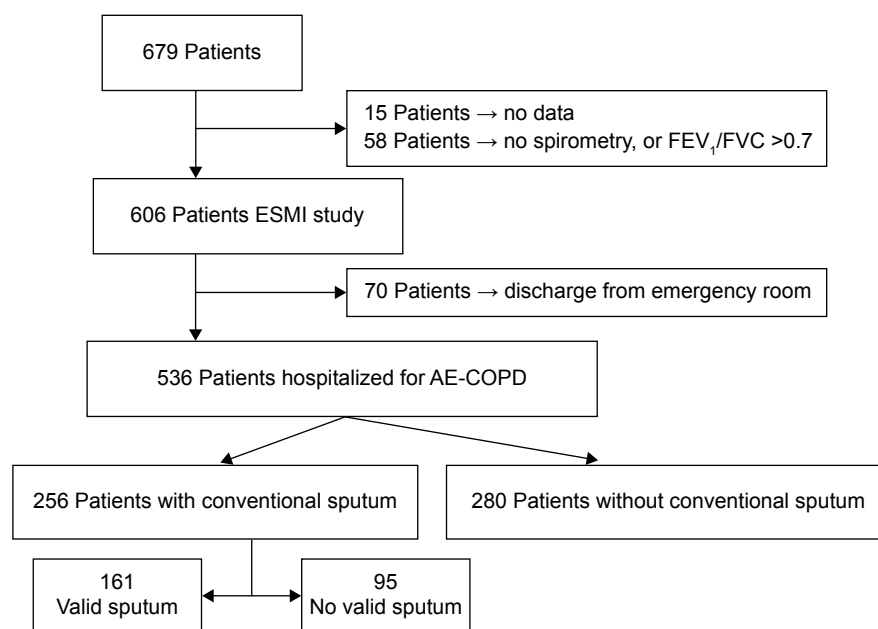 679 Patients
15 Patients → no data
58 Patients → no spirometry, or FEV₁/FVC >0.7
606 Patients ESMI study
70 Patients → discharge from emergency room
536 Patients hospitalized for AE-COPD
256 Patients with conventional sputum
280 Patients without conventional sputum
161
Valid sputum
95
No valid sputum